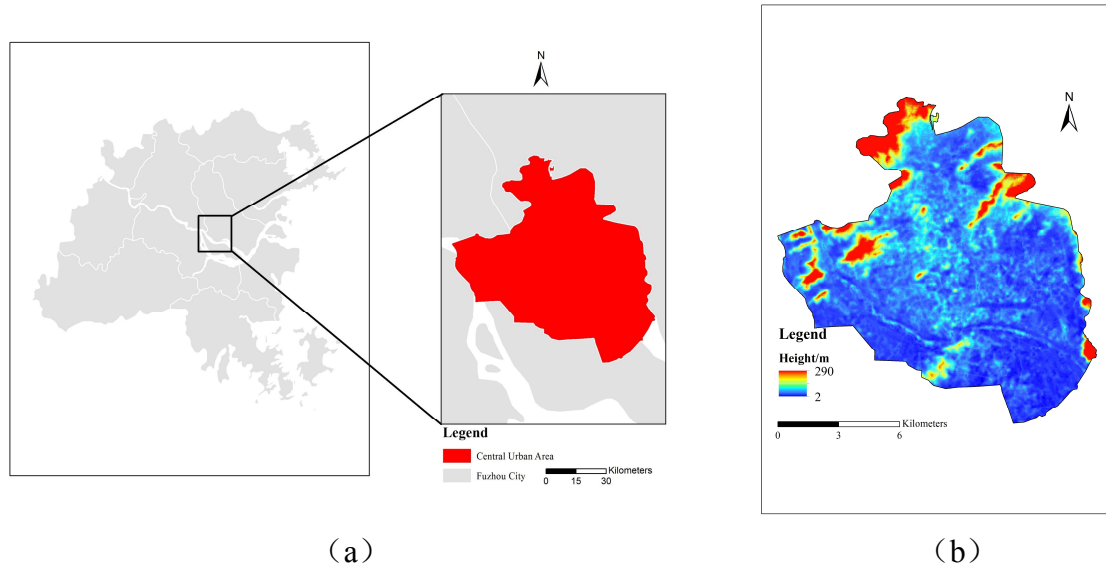 N
Legend
Central Urban Area
Fuzhou City
Kilometers
0 15 30
(a)
N
Legend
Height/m
290
2
Kilometers
0 3 6
(b)